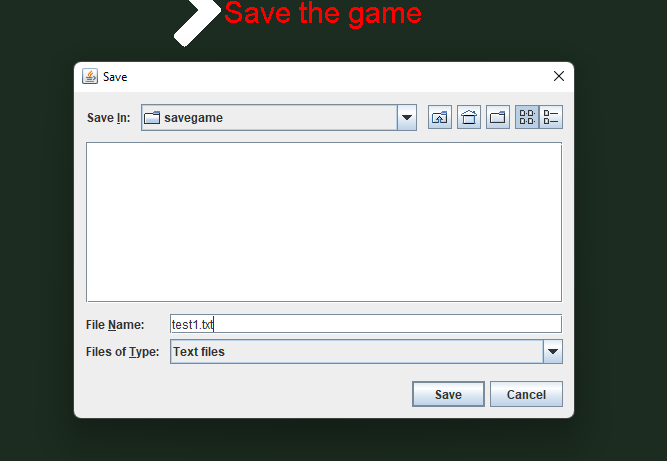 Save the game
Save
Save In: savegame
File Name: test1.txt
Files of Type: Text files
Save Cancel